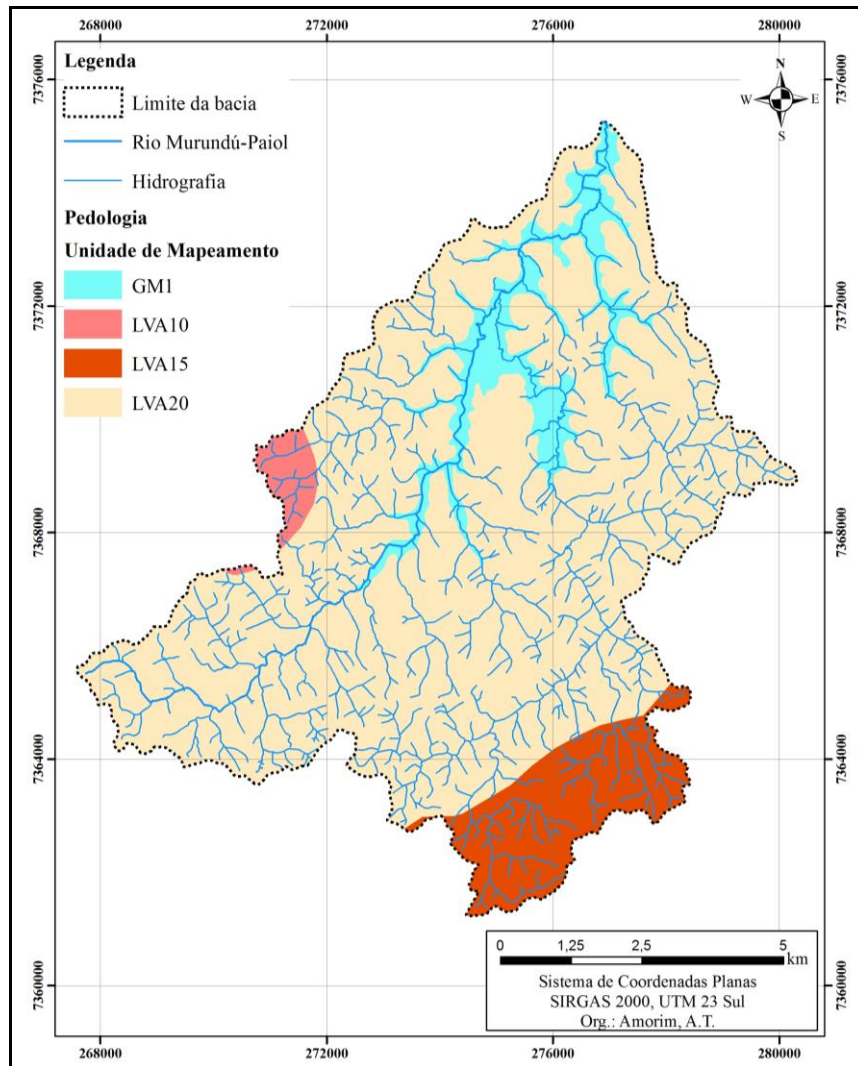 268000 272000 276000 280000
7376000
7372000
7368000
7364000
7360000
Legenda
Limite da bacia
Rio Murundú-Paiol
Hidrografia
Pedologia
Unidade de Mapeamento
GM1
LVA10
LVA15
LVA20
N
W E
S
7376000
7372000
7368000
7364000
7360000
0 1,25 2,5 5
km
Sistema de Coordenadas Planas
SIRGAS 2000, UTM 23 Sul
Org.: Amorim, A.T.
268000 272000 276000 280000